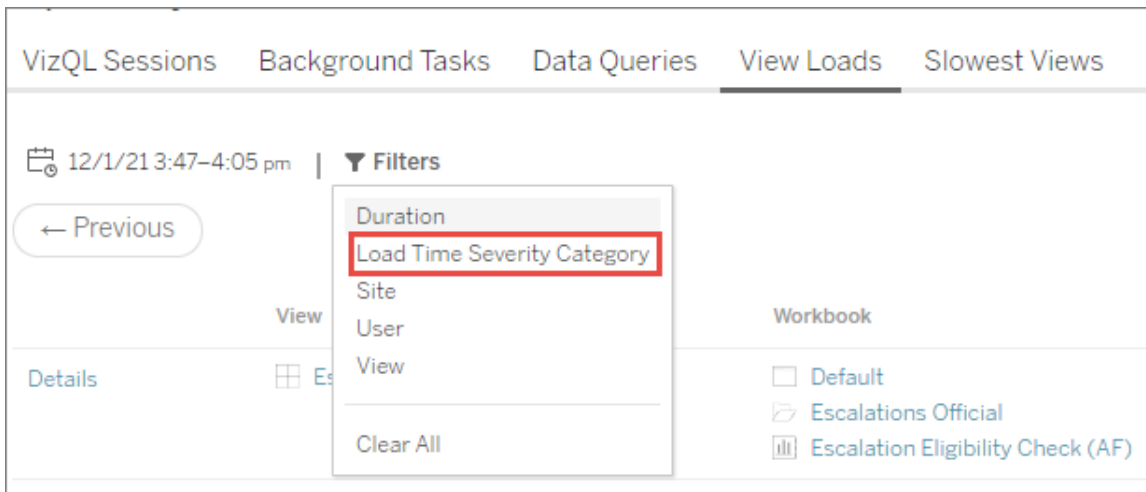 VizQL Sessions Background Tasks Data Queries View Loads Slowest Views
12/1/21 3:47–4:05 pm | Filters
← Previous
Duration
Load Time Severity Category
Site
User
View
Clear All
View Workbook
Details Es Default
Escalations Official
Escalation Eligibility Check (AF)